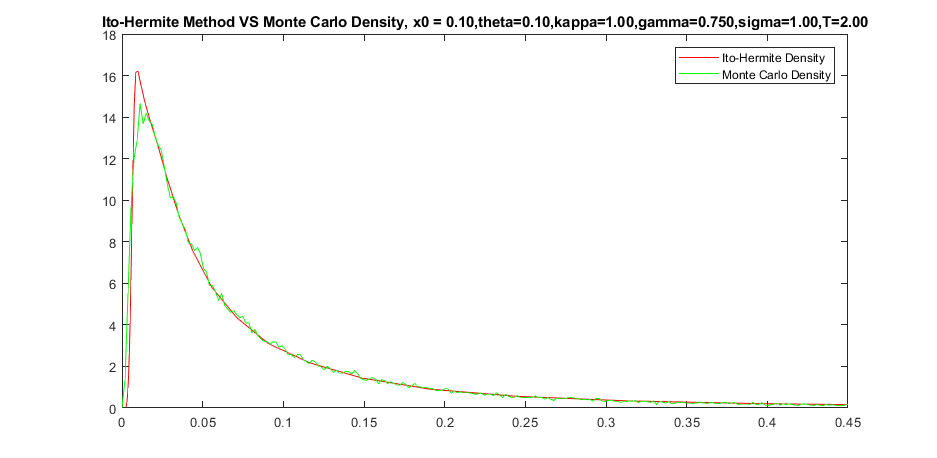 Ito-Hermite Method VS Monte Carlo Density, x0 = 0.10,theta=0.10,kappa=1.00,gamma=0.750,sigma=1.00,T=2.00
18
16
14
12
10
8
6
4
2
0
Ito-Hermite Density
Monte Carlo Density
0 0.05 0.1 0.15 0.2 0.25 0.3 0.35 0.4 0.45